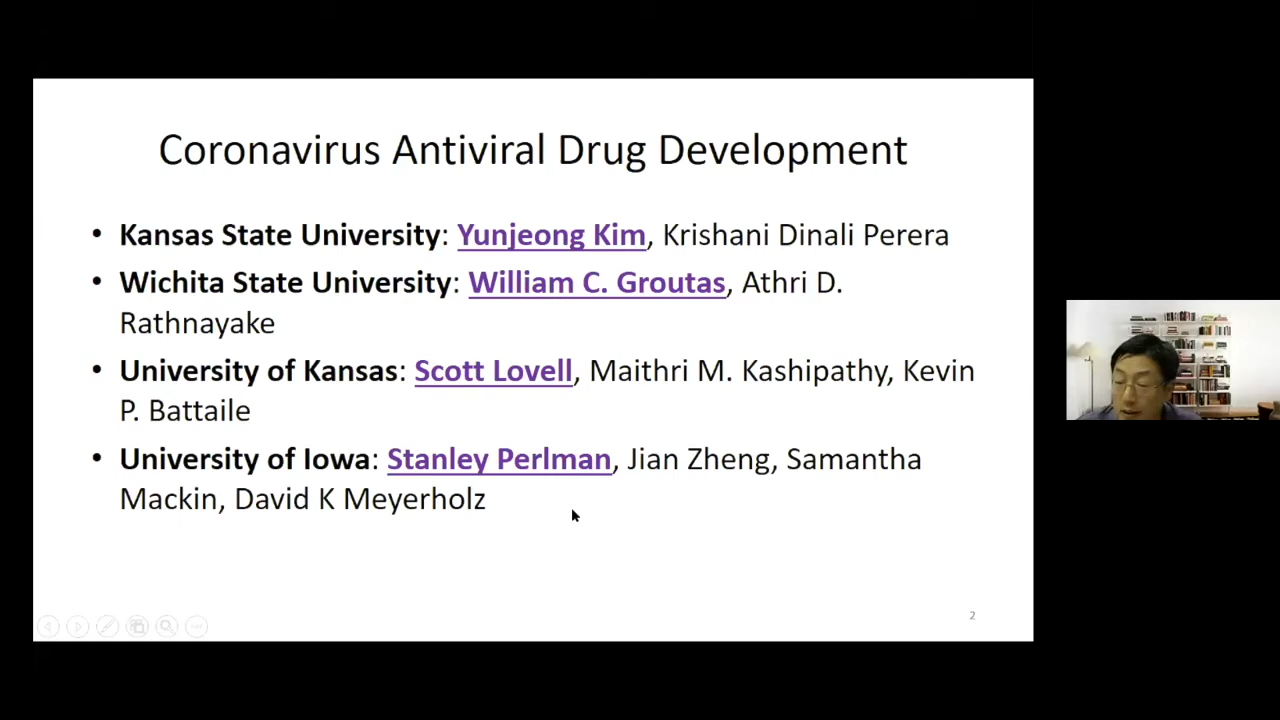 Coronavirus Antiviral Drug Development
• Kansas State University: Yunjeong Kim, Krishani Dinali Perera
• Wichita State University: William C. Groutas, Athri D.
Rathnayake
• University of Kansas: Scott Lovell, Maithri M. Kashipathy, Kevin
P. Battaile
• University of Iowa: Stanley Perlman, Jian Zheng, Samantha
Mackin, David K Meyerholz
2